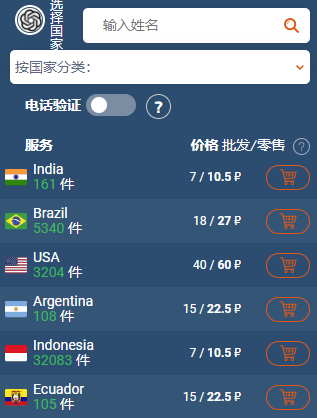 选择国家
输入姓名
按国家分类：
电话验证 ?
服务 价格 批发/零售 ?
India
161 件
7 / 10.5 ₽
Brazil
5340 件
18 / 27 ₽
USA
3204 件
40 / 60 ₽
Argentina
108 件
15 / 22.5 ₽
Indonesia
32083 件
7 / 10.5 ₽
Ecuador
105 件
15 / 22.5 ₽